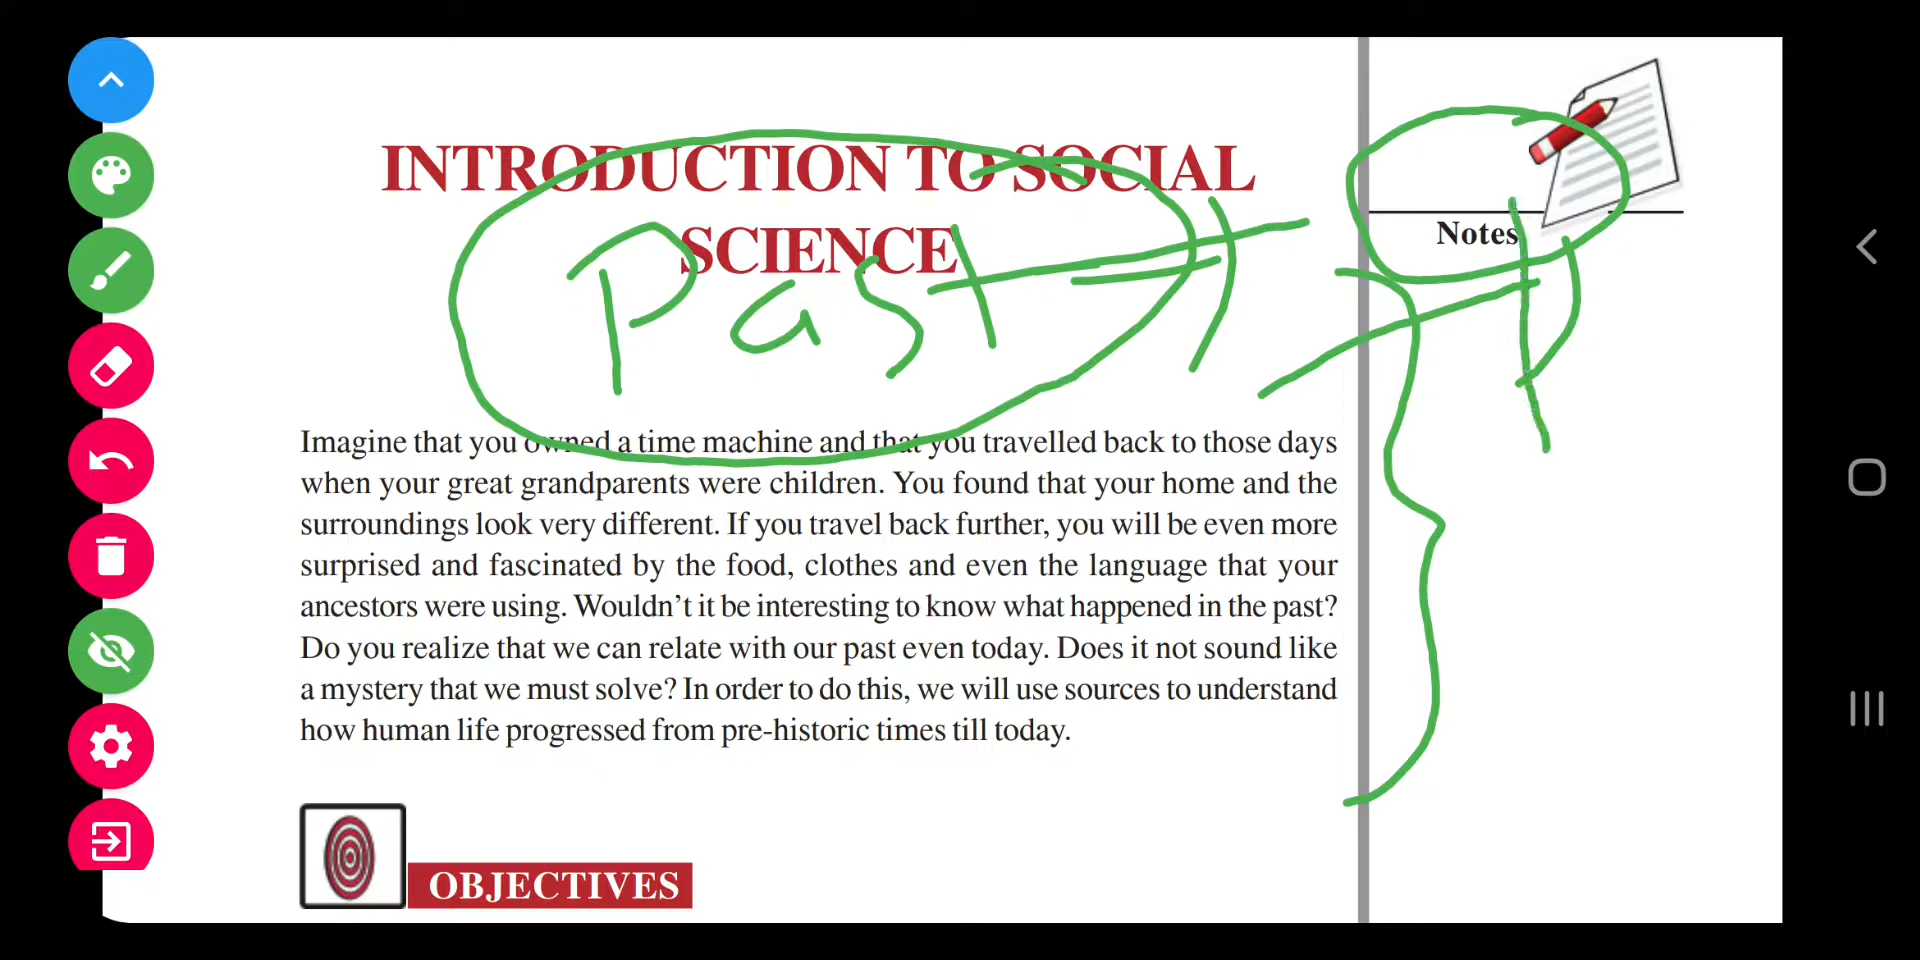 INTRODUCTION TO SOCIAL
SCIENCE
Past
Notes
Imagine that you owned a time machine and that you travelled back to those days
when your great grandparents were children. You found that your home and the
surroundings look very different. If you travel back further, you will be even more
surprised and fascinated by the food, clothes and even the language that your
ancestors were using. Wouldn't it be interesting to know what happened in the past?
Do you realize that we can relate with our past even today. Does it not sound like
a mystery that we must solve? In order to do this, we will use sources to understand
how human life progressed from pre-historic times till today.
OBJECTIVES